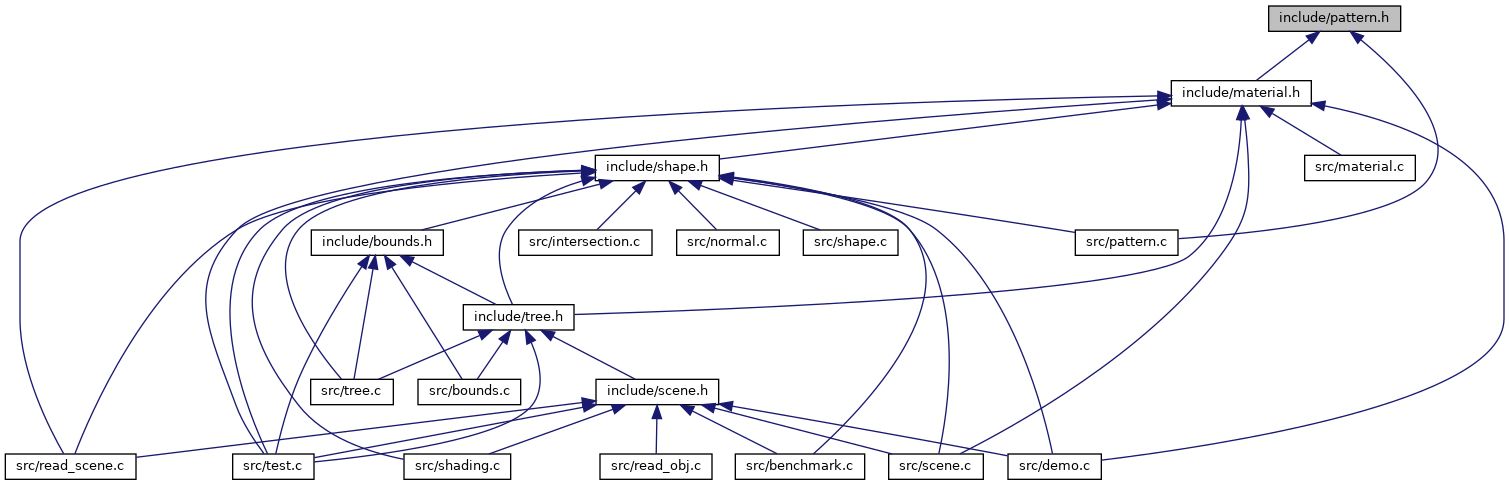 include/pattern.h
include/material.h
include/shape.h
src/material.c
include/bounds.h
src/intersection.c
src/normal.c
src/shape.c
src/pattern.c
include/tree.h
src/tree.c
src/bounds.c
include/scene.h
src/read_scene.c
src/test.c
src/shading.c
src/read_obj.c
src/benchmark.c
src/scene.c
src/demo.c